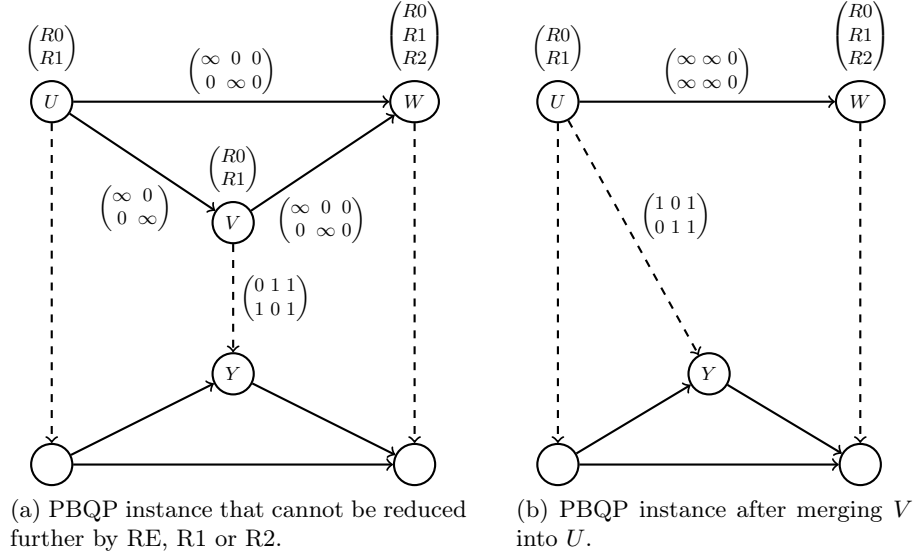 (R0
R1)
(R0
R1
R2)
(∞ 0 0
0 ∞ 0)
U
W
(R0
R1)
(∞ 0
0 ∞)
V
(∞ 0 0
0 ∞ 0)
(0 1 1
1 0 1)
Y
(a) PBQP instance that cannot be reduced
further by RE, R1 or R2.
(R0
R1)
(R0
R1
R2)
(∞ ∞ 0
∞ ∞ 0)
U
W
(1 0 1
0 1 1)
Y
(b) PBQP instance after merging V
into U.